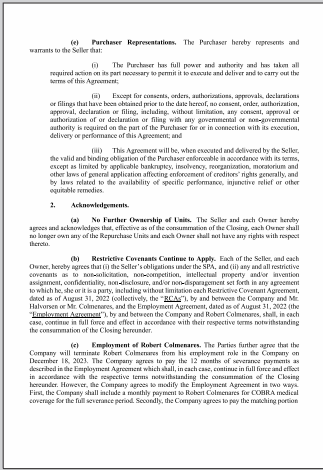 (e) Purchaser Representations. The Purchaser hereby represents and
warrants to the Seller that:
(i) The Purchaser has full power and authority and has taken all
required action on its part necessary to permit it to execute and deliver and to carry out the
terms of this Agreement;
(ii) Except for consents, orders, authorizations, approvals, declarations
or filings that have been obtained prior to the date hereof, no consent, order, authorization,
approval, declaration or filing, including, without limitation, any consent, approval or
authorization of or declaration or filing with any governmental or non-governmental
authority is required on the part of the Purchaser for or in connection with its execution,
delivery or performance of this Agreement; and
(iii) This Agreement will be, when executed and delivered by the Seller,
the valid and binding obligation of the Purchaser enforceable in accordance with its terms,
except as limited by applicable bankruptcy, insolvency, reorganization, moratorium and
other laws of general application affecting enforcement of creditors' rights generally, and
by laws related to the availability of specific performance, injunctive relief or other
equitable remedies.
2. Acknowledgements.
(a) No Further Ownership of Units. The Seller and each Owner hereby
agrees and acknowledges that, effective as of the consummation of the Closing, each Owner shall
no longer own any of the Repurchase Units and each Owner shall not have any rights with respect
thereto.
(b) Restrictive Covenants Continue to Apply. Each of the Seller, and each
Owner, hereby agrees that (i) the Seller's obligations under the SPA, and (ii) any and all restrictive
covenants as to non-solicitation, non-competition, intellectual property and/or invention
assignment, confidentiality, non-disclosure, and/or non-disparagement set forth in any agreement
to which he, she or it is a party, including without limitation each Restrictive Covenant Agreement,
dated as of August 31, 2022 (collectively, the "RCAs"), by and between the Company and Mr.
Halvorsen or Mr. Colmenares, and the Employment Agreement, dated as of August 31, 2022 (the
"Employment Agreement"), by and between the Company and Robert Colmenares, shall, in each
case, continue in full force and effect in accordance with their respective terms notwithstanding
the consummation of the Closing hereunder.
(c) Employment of Robert Colmenares. The Parties further agree that the
Company will terminate Robert Colmenares from his employment role in the Company on
December 18, 2023. The Company agrees to pay the 12 months of severance payments as
described in the Employment Agreement which shall, in each case, continue in full force and effect
in accordance with the respective terms notwithstanding the consummation of the Closing
hereunder. However, the Company agrees to modify the Employment Agreement in two ways.
First, the Company shall include a monthly payment to Robert Colmenares for COBRA medical
coverage for the full severance period. Secondly, the Company agrees to pay the matching portion